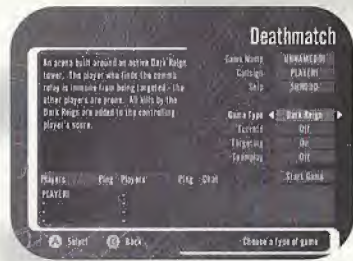 Deathmatch
An arena built around an active Dark Reign
tower. The player who finds the comms
relay is immune from being targeted - the
other players are prone. All kills by the
Dark Reign are added to the controlling
player's score.
Game Name UNNAMED01
Callsign PLAYER1
Ship
Game Type Dark Reign
Terrain Off
Targeting On
Teamplay Off
Start Game
Players Ping Players Ping Chat
PLAYER1
A Select B Back Choose a type of game